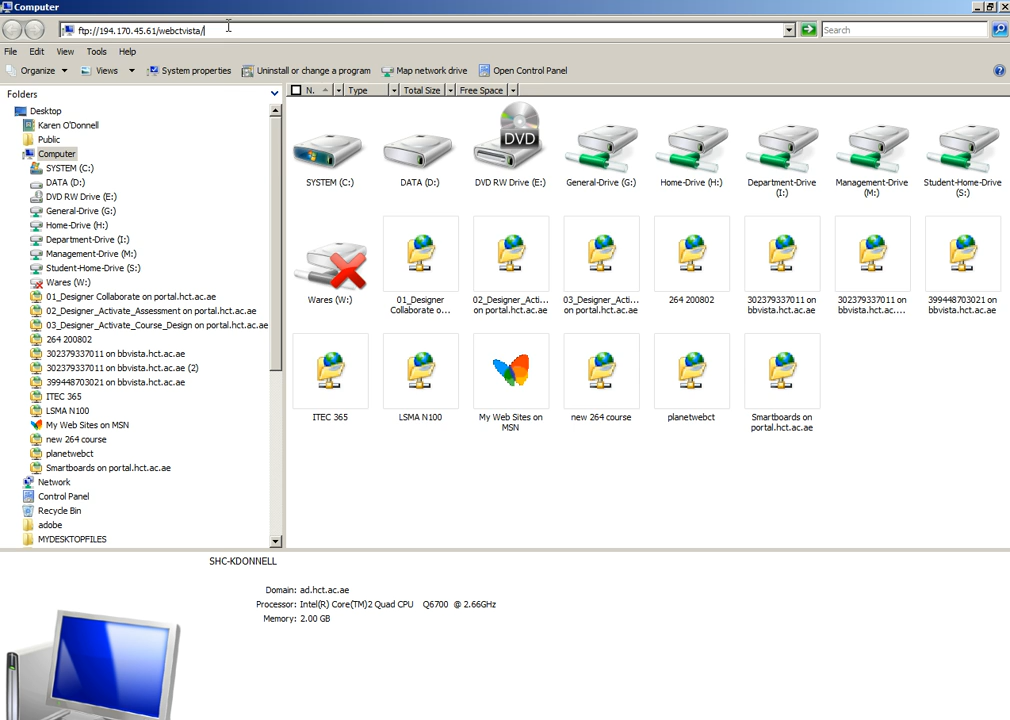 Computer
ftp://194.170.45.61/webctvista/
Search
File Edit View Tools Help
Organize Views System properties Uninstall or change a program Map network drive Open Control Panel
Folders
Desktop
Karen O'Donnell
Public
Computer
SYSTEM (C:)
DATA (D:)
DVD RW Drive (E:)
General-Drive (G:)
Home-Drive (H:)
Department-Drive (I:)
Management-Drive (M:)
Student-Home-Drive (S:)
Wares (W:)
01_Designer Collaborate on portal.hct.ac.ae
02_Designer_Activate_Assessment on portal.hct.ac.ae
03_Designer_Activate_Course_Design on portal.hct.ac.ae
264 200802
302379337011 on bbvista.hct.ac.ae
302379337011 on bbvista.hct.ac.ae (2)
399448703021 on bbvista.hct.ac.ae
ITEC 365
LSMA N100
My Web Sites on MSN
new 264 course
planetwebct
Smartboards on portal.hct.ac.ae
Network
Control Panel
Recycle Bin
adobe
MYDESKTOPFILES
N... Type Total Size Free Space
DVD
SYSTEM (C:)
DATA (D:)
DVD RW Drive (E:)
General-Drive (G:)
Home-Drive (H:)
Department-Drive
(I:)
Management-Drive
(M:)
Student-Home-Drive
(S:)
Wares (W:)
01_Designer
Collaborate o...
02_Designer_Acti...
on portal.hct.ac.ae
03_Designer_Acti...
on portal.hct.ac.ae
264 200802
302379337011 on
bbvista.hct.ac.ae
302379337011 on
bbvista.hct.ac....
399448703021 on
bbvista.hct.ac.ae
ITEC 365
LSMA N100
My Web Sites on
MSN
new 264 course
planetwebct
Smartboards on
portal.hct.ac.ae
SHC-KDONNELL
Domain: ad.hct.ac.ae
Processor: Intel(R) Core(TM)2 Quad CPU Q6700 @ 2.66GHz
Memory: 2.00 GB